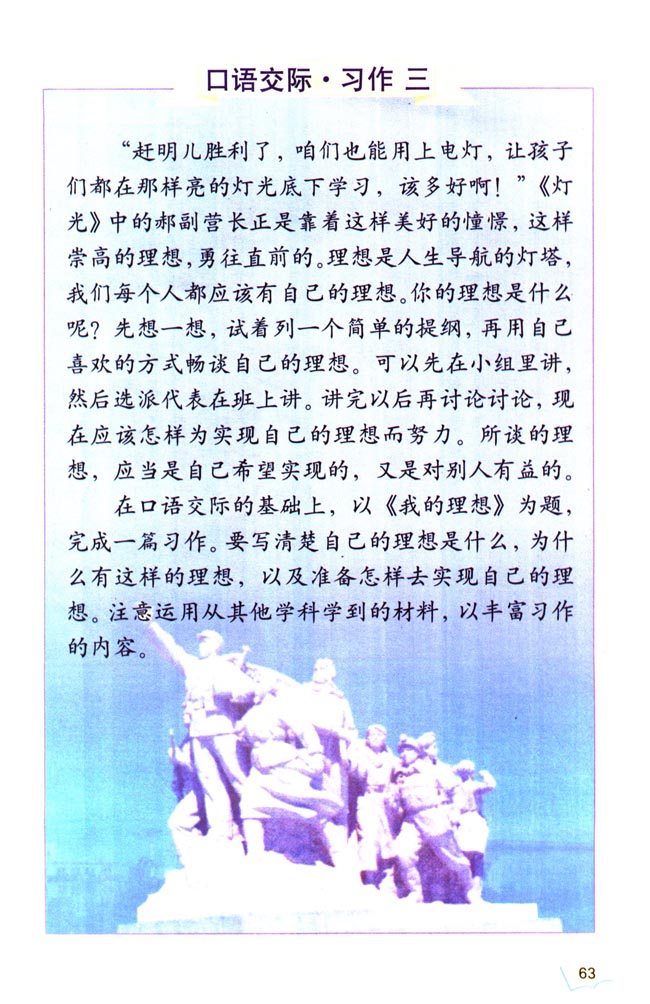 口语交际·习作 三
“赶明儿胜利了，咱们也能用上电灯，让孩子
们都在那样亮的灯光底下学习，该多好啊！”《灯
光》中的郝副营长正是靠着这样美好的憧憬，这样
崇高的理想，勇往直前的。理想是人生导航的灯塔，
我们每个人都应该有自己的理想。你的理想是什么
呢？先想一想，试着列一个简单的提纲，再用自己
喜欢的方式畅谈自己的理想。可以先在小组里讲，
然后选派代表在班上讲。讲完以后再讨论讨论，现
在应该怎样为实现自己的理想而努力。所谈的理
想，应当是自己希望实现的，又是对别人有益的。
在口语交际的基础上，以《我的理想》为题，
完成一篇习作。要写清楚自己的理想是什么，为什
么有这样的理想，以及准备怎样去实现自己的理
想。注意运用从其他学科学到的材料，以丰富习作
的内容。
63